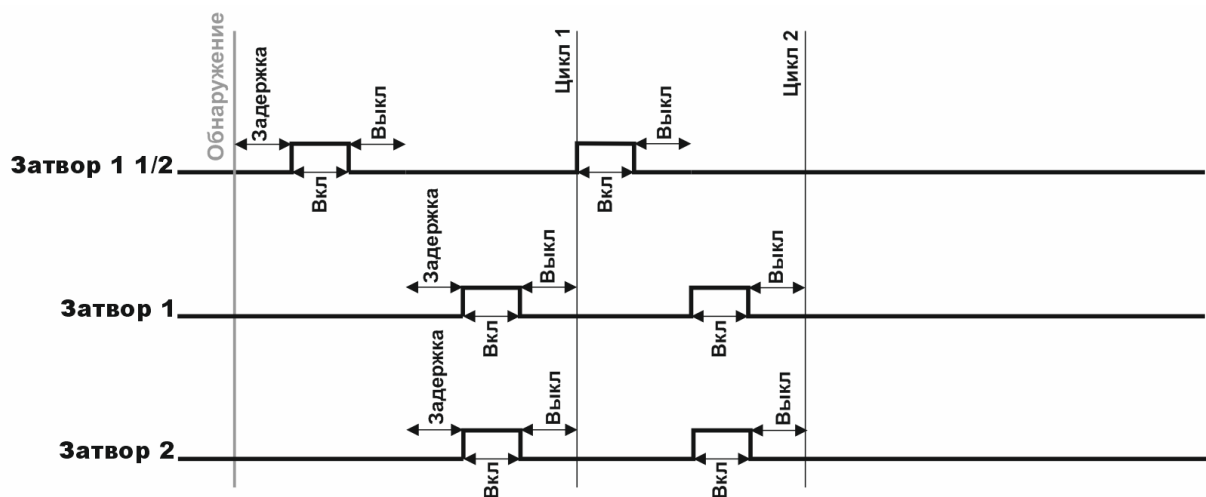 Обнаружение
Задержка
Выкл
Цикл 1
Выкл
Цикл 2
Затвор 1 1/2
Вкл
Вкл
Задержка
Выкл
Выкл
Затвор 1
Вкл
Вкл
Задержка
Выкл
Выкл
Затвор 2
Вкл
Вкл